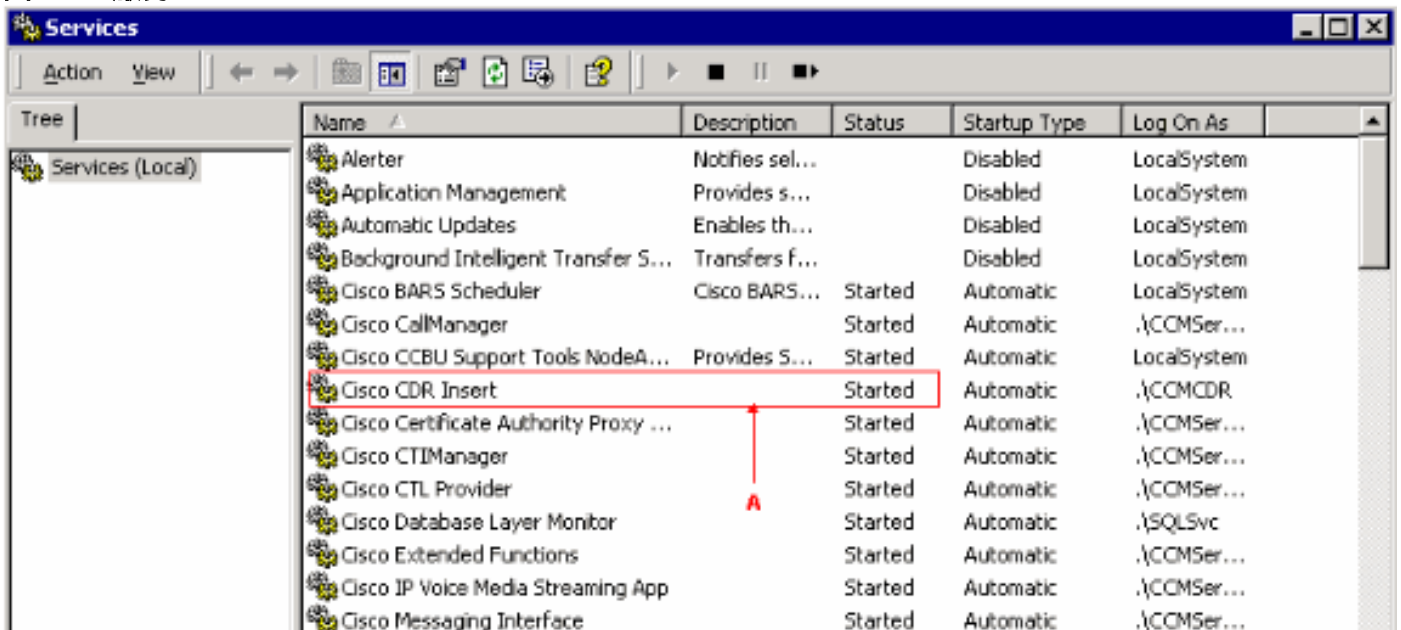 Services
Action View
Tree
Name Description Status Startup Type Log On As
Services (Local)
Alerter Notifies sel... Disabled LocalSystem
Application Management Provides s... Disabled LocalSystem
Automatic Updates Enables th... Disabled LocalSystem
Background Intelligent Transfer S... Transfers f... Disabled LocalSystem
Cisco BARS Scheduler Cisco BARS... Started Automatic LocalSystem
Cisco CallManager Started Automatic .\CCMSer...
Cisco CCBU Support Tools NodeA... Provides S... Started Automatic LocalSystem
Cisco CDR Insert Started Automatic .\CCMCDR
Cisco Certificate Authority Proxy ... Started Automatic .\CCMSer...
Cisco CTIManager Started Automatic .\CCMSer...
Cisco CTL Provider Started Automatic .\CCMSer...
A
Cisco Database Layer Monitor Started Automatic .\SQLSvc
Cisco Extended Functions Started Automatic .\CCMSer...
Cisco IP Voice Media Streaming App Started Automatic .\CCMSer...
Cisco Messaging Interface Started Automatic .\CCMSer...